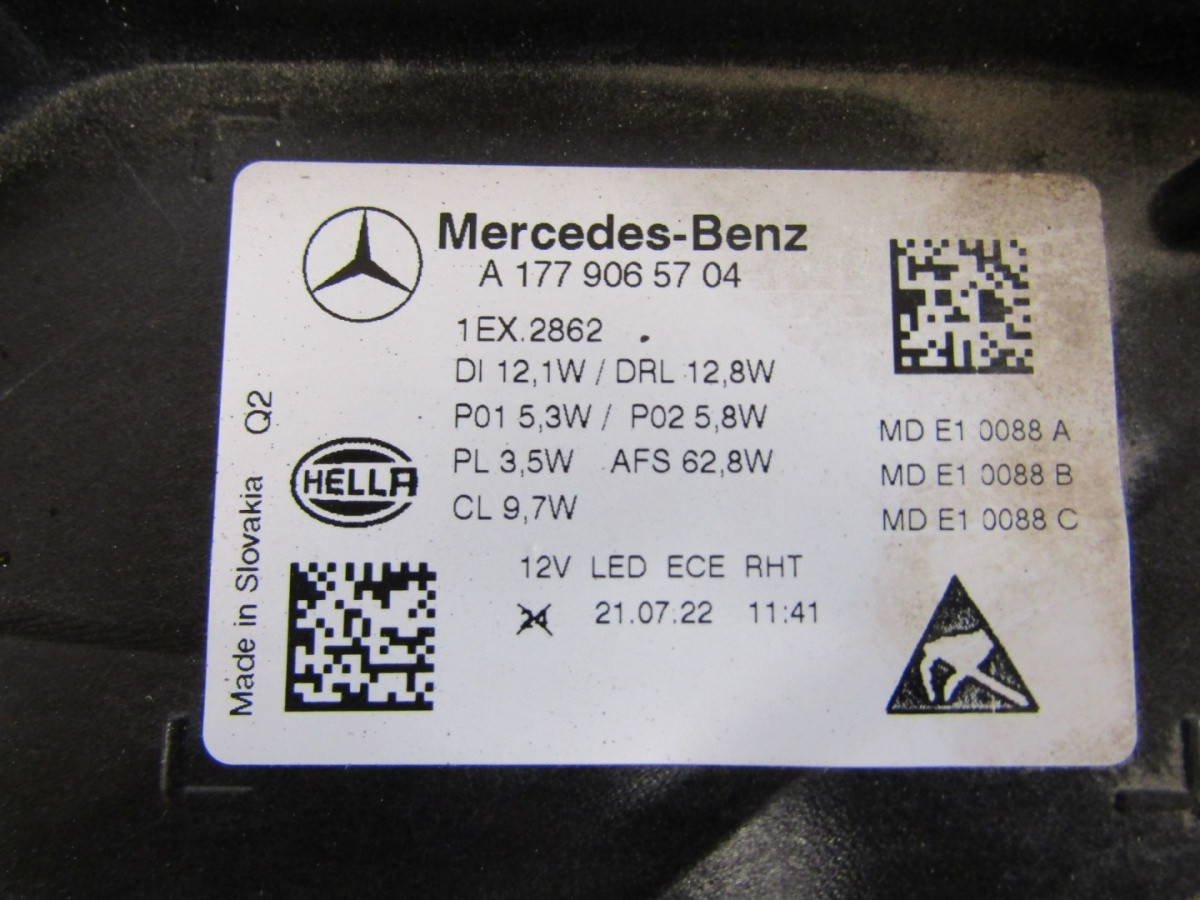 Mercedes-Benz
A 177 906 57 04
1EX.2862
DI 12,1W / DRL 12,8W
P01 5,3W / P02 5,8W
PL 3,5W AFS 62,8W
CL 9,7W
MD E1 0088 A
MD E1 0088 B
MD E1 0088 C
HELLA
Made in Slovakia Q2
12V LED ECE RHT
24 21.07.22 11:41